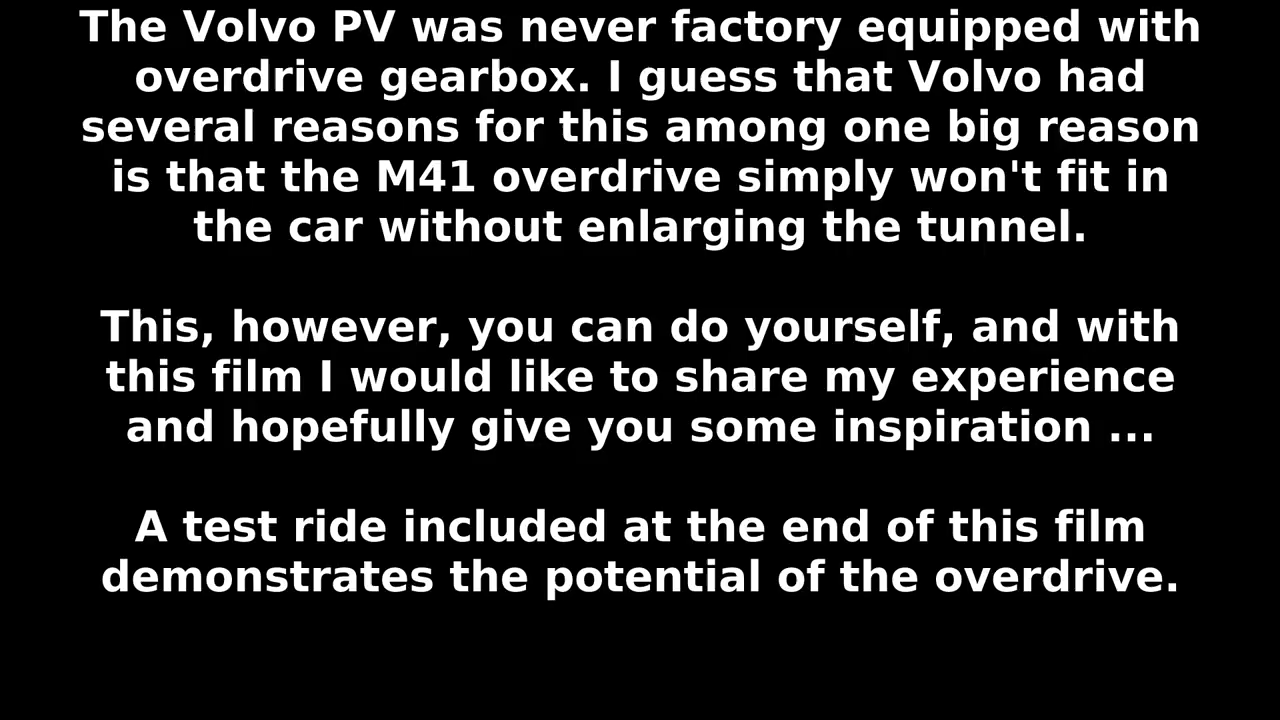 The Volvo PV was never factory equipped with
overdrive gearbox. I guess that Volvo had
several reasons for this among one big reason
is that the M41 overdrive simply won't fit in
the car without enlarging the tunnel.
This, however, you can do yourself, and with
this film I would like to share my experience
and hopefully give you some inspiration ...
A test ride included at the end of this film
demonstrates the potential of the overdrive.